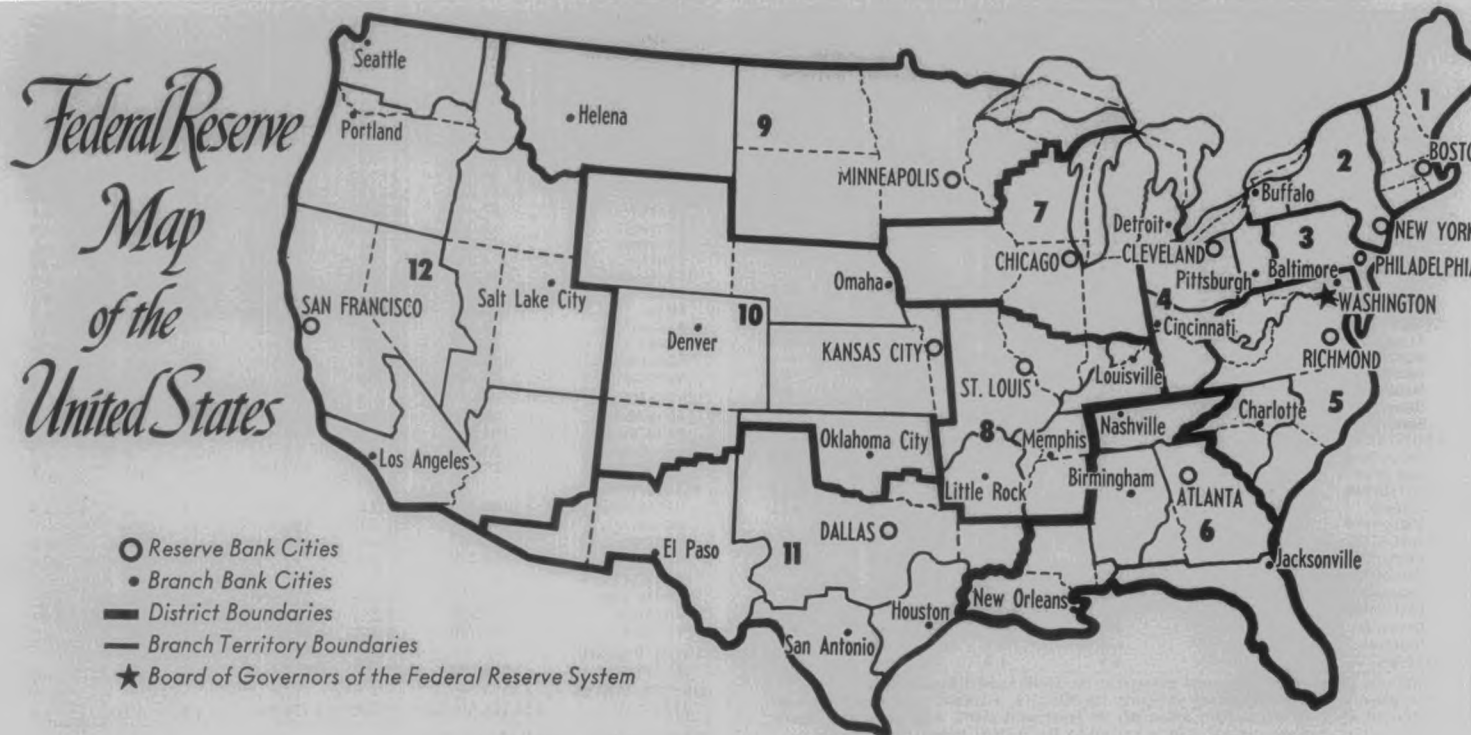 Federal Reserve
Map
of the
United States
Seattle
Portland
Helena
9
MINNEAPOLIS
1
2
BOSTO
Buffalo
7
Detroit
CLEVELAND
3
NEW YORK
PHILADELPHIA
CHICAGO
Pittsburgh
Baltimore
WASHINGTON
12
SAN FRANCISCO
Salt Lake City
Omaha
10
Denver
KANSAS CITY
4
Cincinnati
RICHMOND
ST. LOUIS
Louisville
5
Charlotte
Nashville
Los Angeles
Oklahoma City
8
Memphis
Little Rock
Birmingham
ATLANTA
6
DALLAS
El Paso
11
Jacksonville
Houston
New Orleans
San Antonio
Reserve Bank Cities
Branch Bank Cities
District Boundaries
Branch Territory Boundaries
Board of Governors of the Federal Reserve System